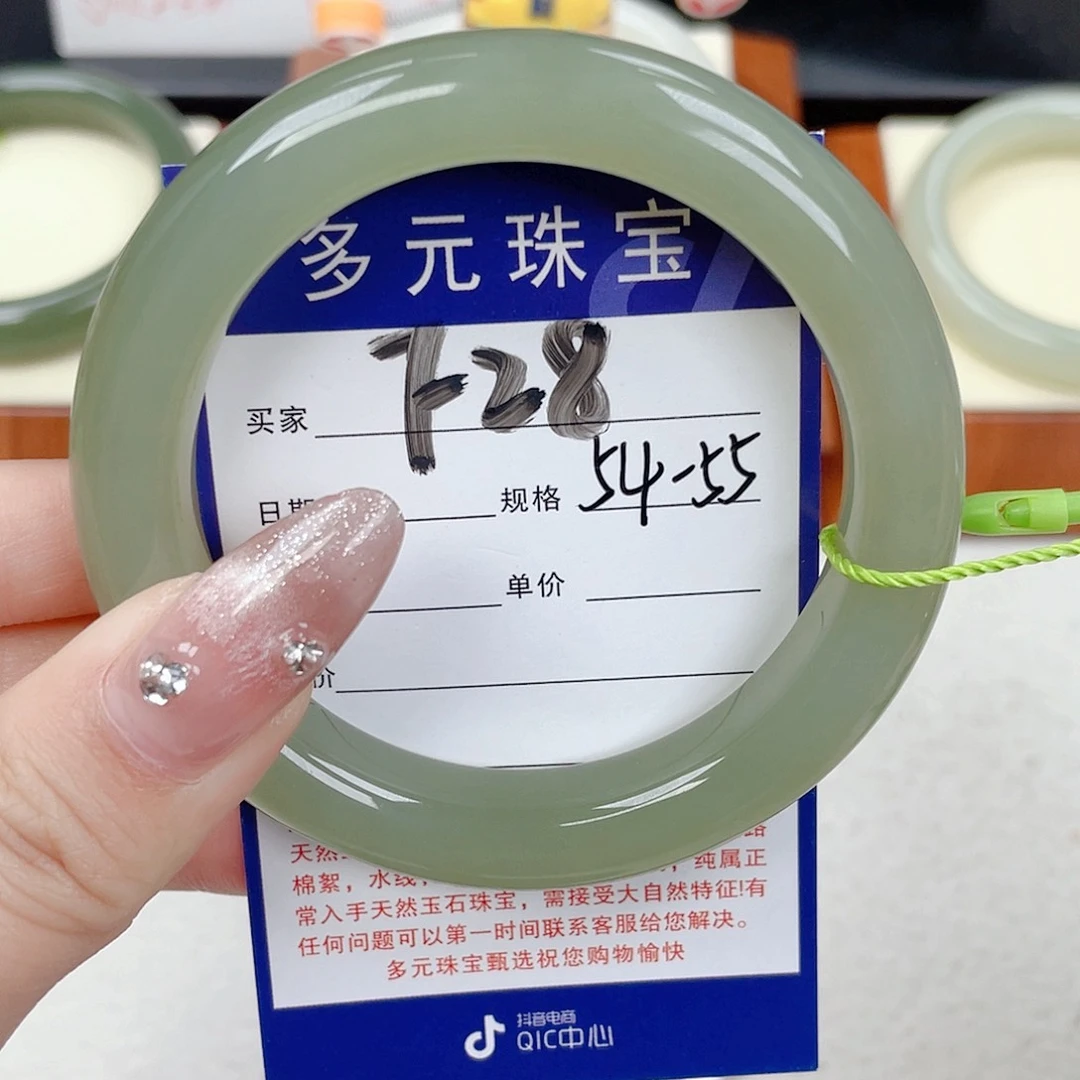 多元珠宝
买家 7-28
日期 规格 54-55
单价
价
天然
棉絮，水线， 纯属正
常入手天然玉石珠宝，需接受大自然特征!有
任何问题可以第一时间联系客服给您解决。
多元珠宝甄选祝您购物愉快
抖音电商
QIC中心